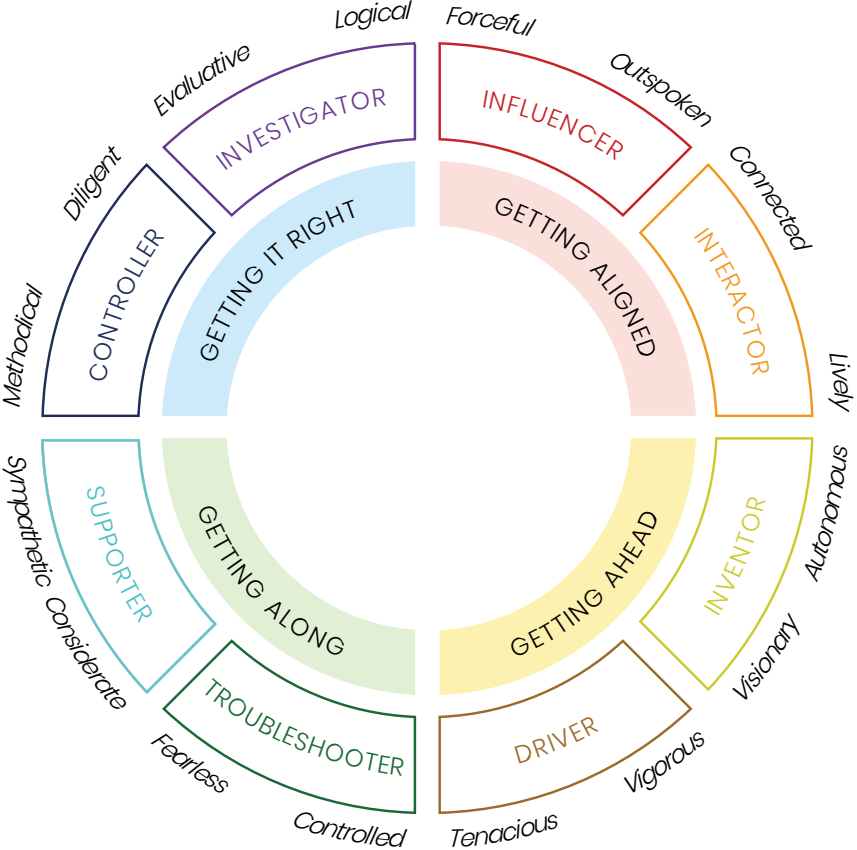 Logical
Forceful
Evaluative
Outspoken
INVESTIGATOR
INFLUENCER
Diligent
Connected
GETTING IT RIGHT
GETTING ALIGNED
CONTROLLER
INTERACTOR
Methodical
Lively
Sympathetic
Autonomous
SUPPORTER
INVENTOR
GETTING ALONG
GETTING AHEAD
Considerate
Visionary
TROUBLESHOOTER
DRIVER
Fearless
Vigorous
Controlled
Tenacious